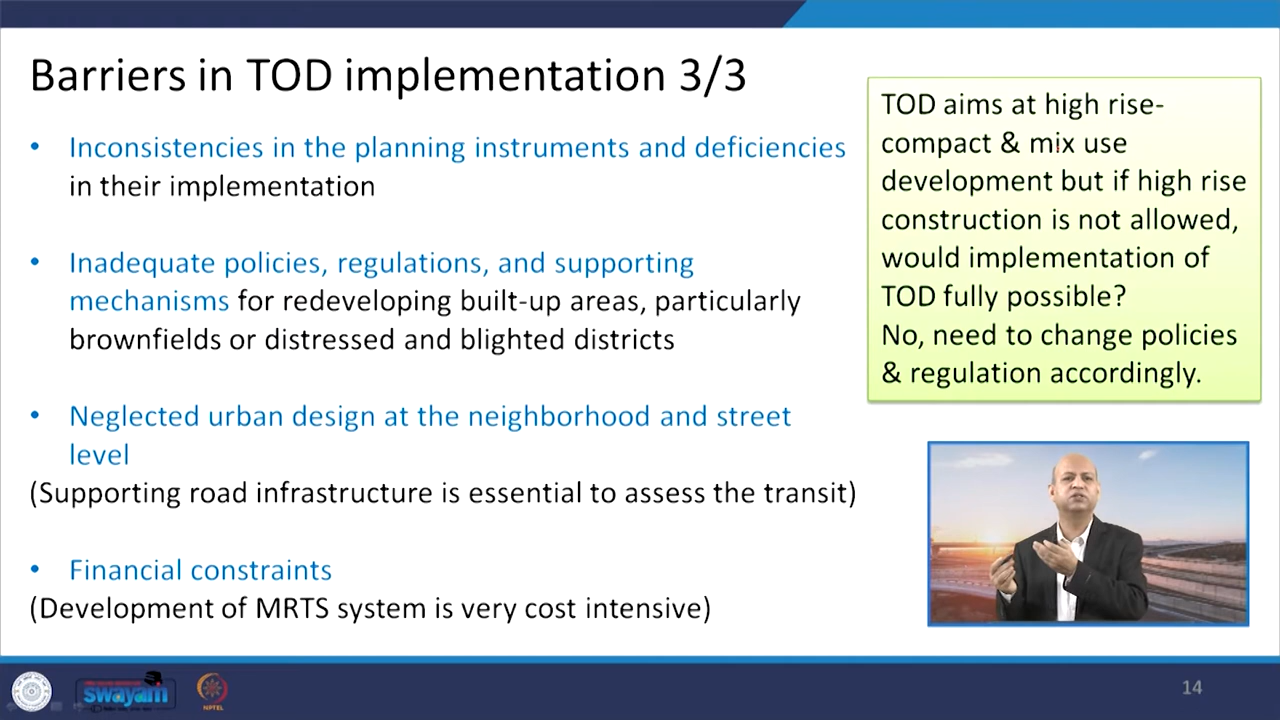 Barriers in TOD implementation 3/3
• Inconsistencies in the planning instruments and deficiencies
in their implementation
• Inadequate policies, regulations, and supporting
mechanisms for redeveloping built-up areas, particularly
brownfields or distressed and blighted districts
• Neglected urban design at the neighborhood and street
level
(Supporting road infrastructure is essential to assess the transit)
• Financial constraints
(Development of MRTS system is very cost intensive)
TOD aims at high rise-
compact & mix use
development but if high rise
construction is not allowed,
would implementation of
TOD fully possible?
No, need to change policies
& regulation accordingly.
swayam
NPTEL
14